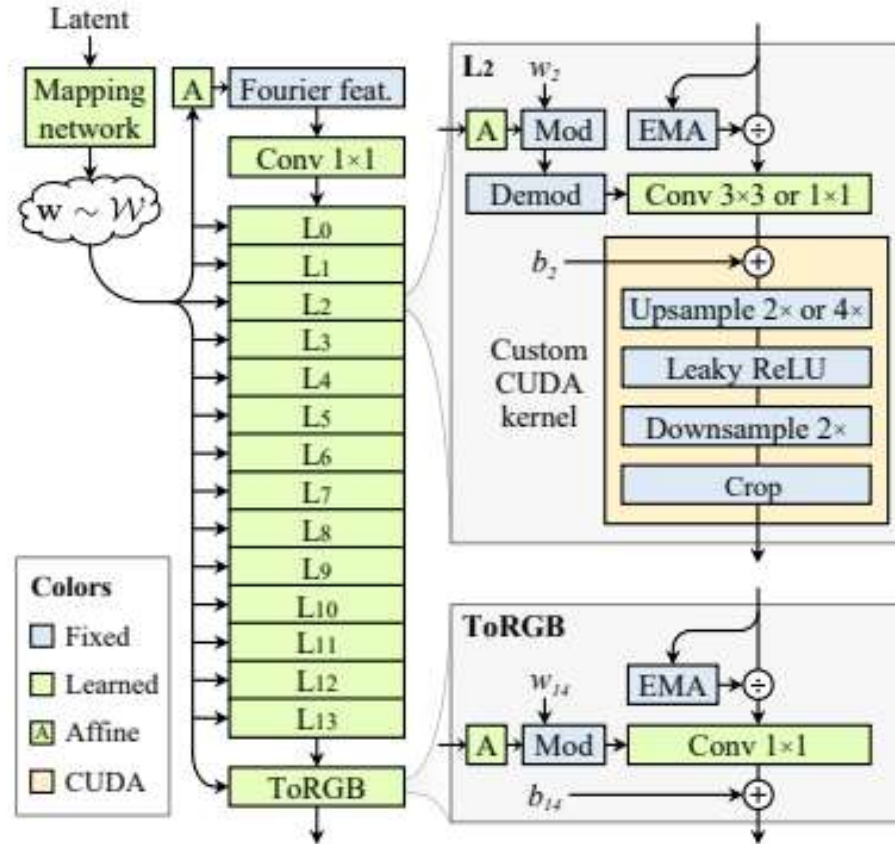 Latent
Mapping
network
w ~ W
A
Fourier feat.
Conv 1×1
L0
L1
L2
L3
L4
L5
L6
L7
L8
L9
L10
L11
L12
L13
ToRGB
Colors
Fixed
Learned
A Affine
CUDA
L2
w2
A
Mod
EMA
÷
Demod
Conv 3×3 or 1×1
b2
+
Upsample 2× or 4×
Custom
CUDA
kernel
Leaky ReLU
Downsample 2×
Crop
ToRGB
w14
EMA
÷
A
Mod
Conv 1×1
b14
+